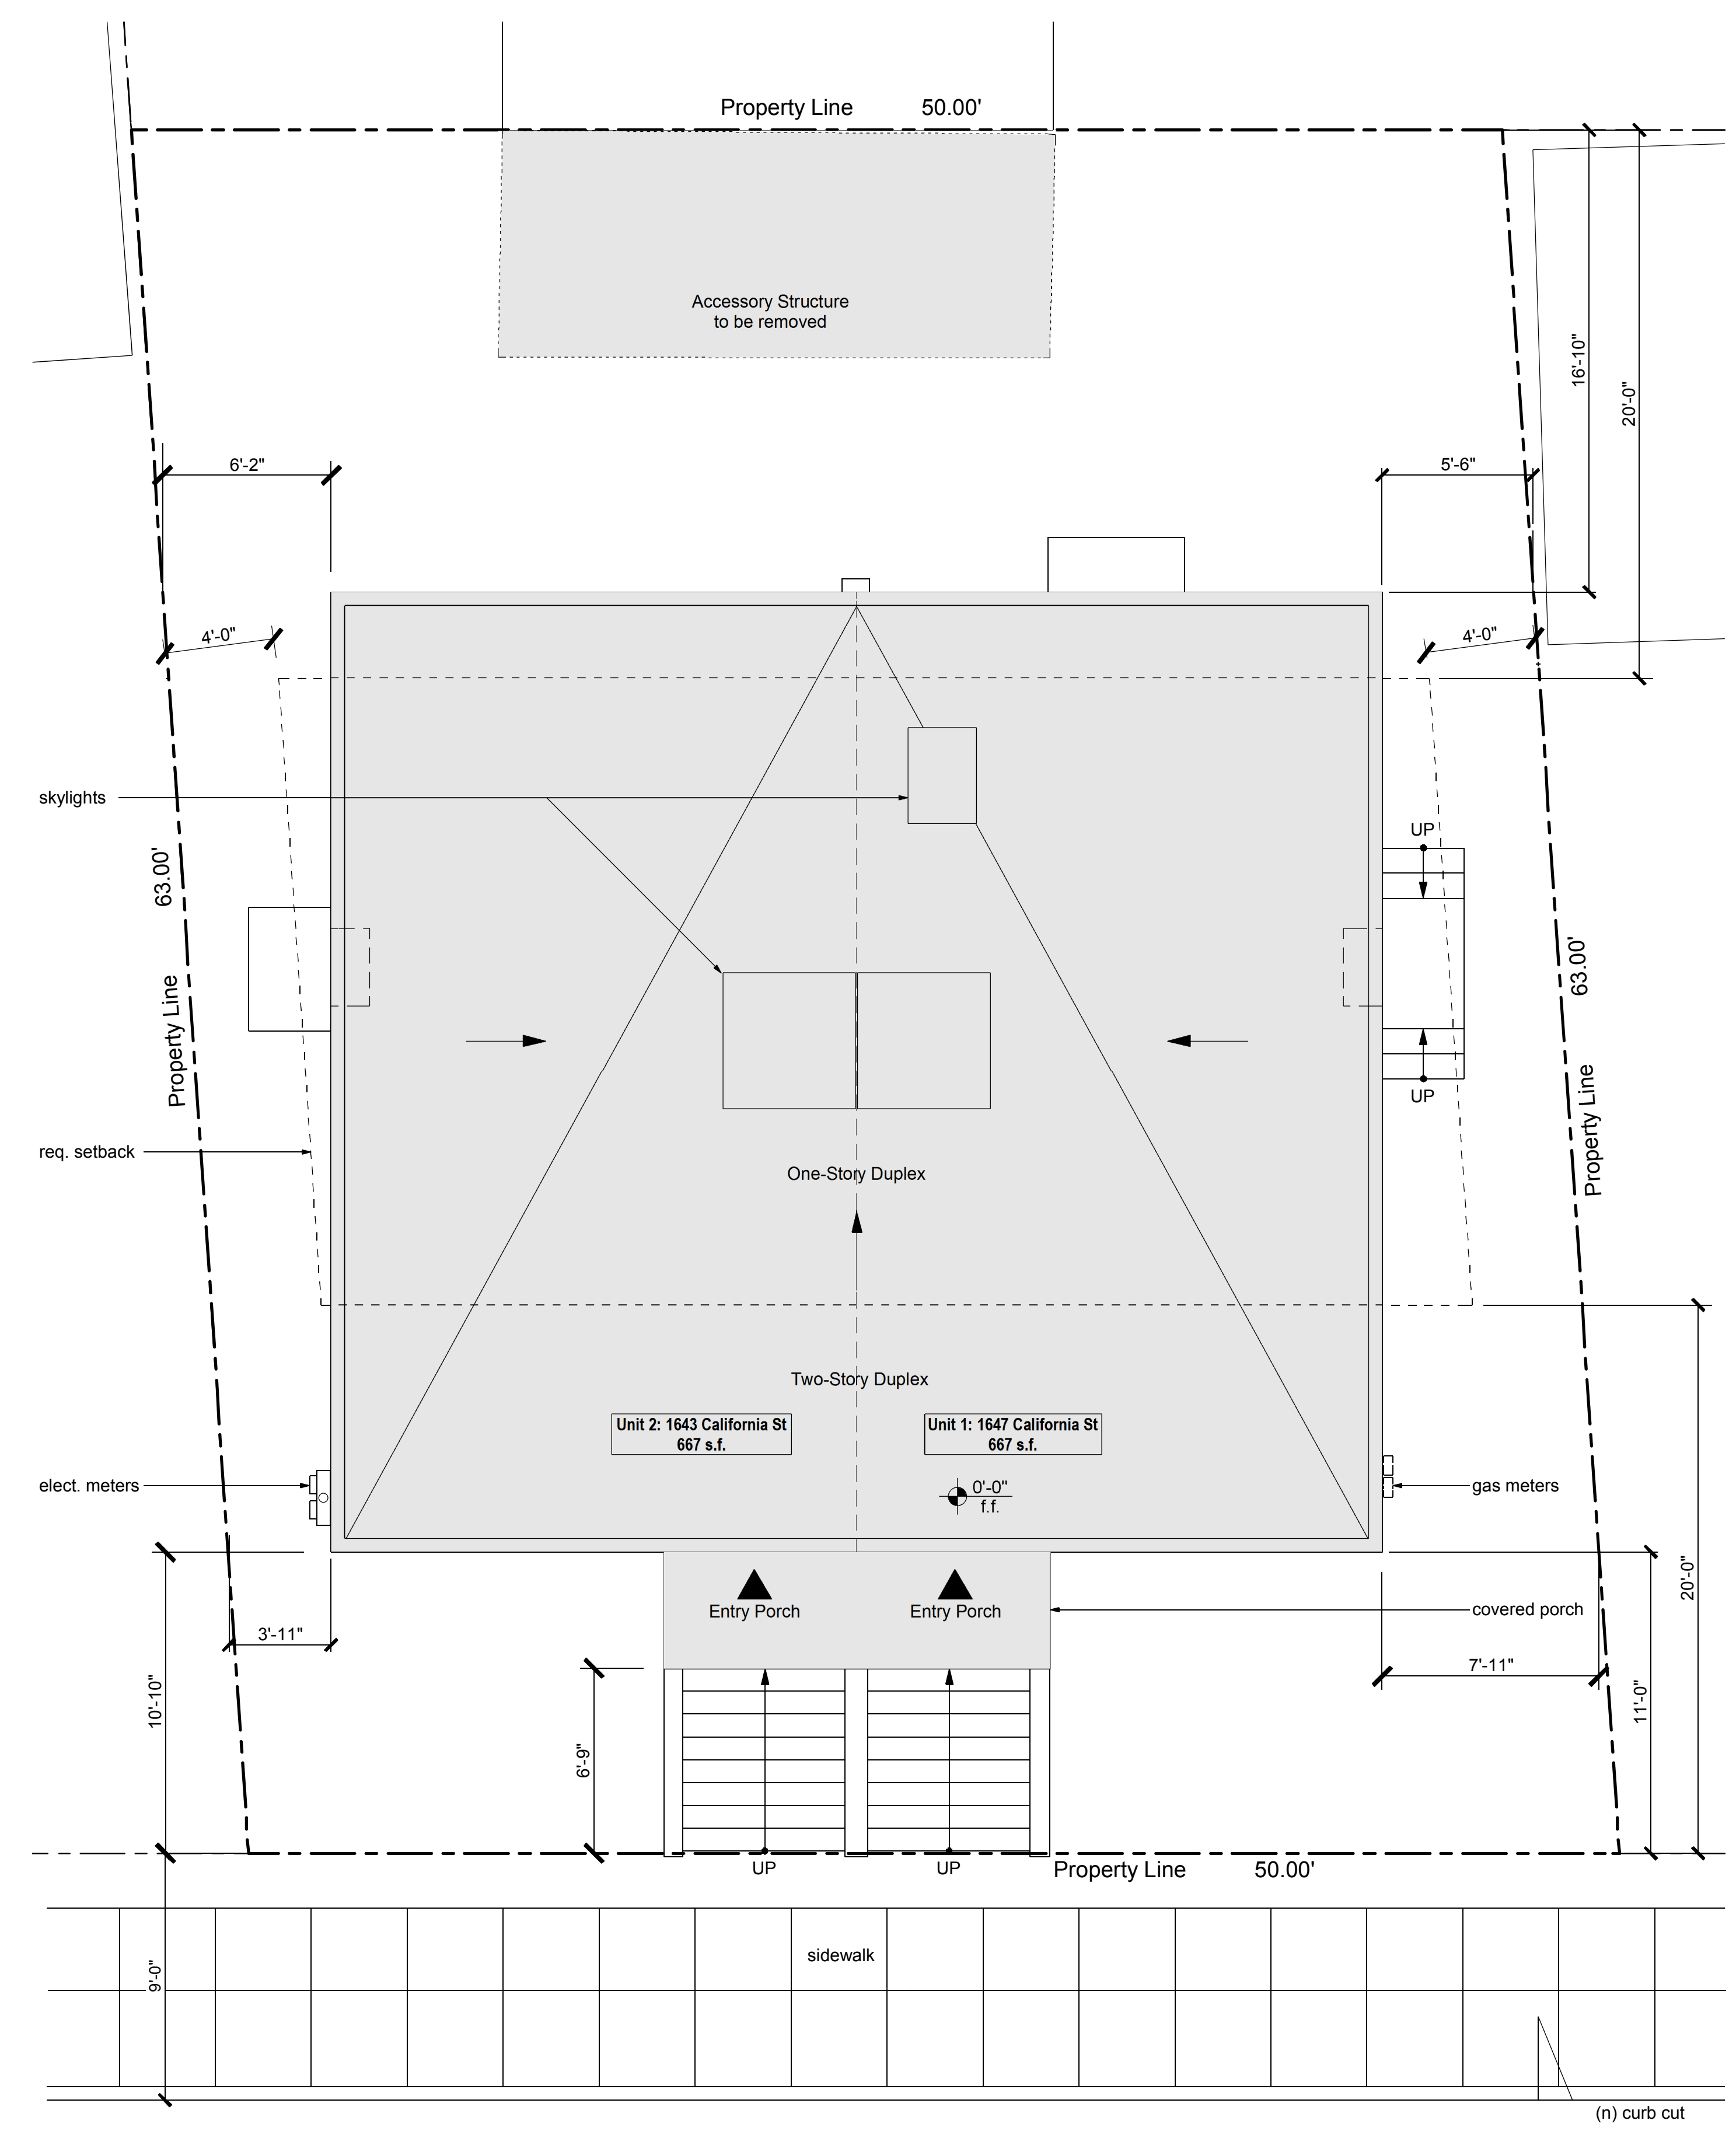 Property Line 50.00'
Accessory Structure
to be removed
16'-10"
20'-0"
6'-2"
5'-6"
4'-0"
4'-0"
skylights
UP
63.00'
Property Line
63.00'
Property Line
UP
req. setback
One-Story Duplex
Two-Story Duplex
Unit 2: 1643 California St
667 s.f.
Unit 1: 1647 California St
667 s.f.
elect. meters
0'-0"
f.f.
gas meters
20'-0"
Entry Porch
Entry Porch
covered porch
3'-11"
7'-11"
10'-10"
11'-0"
6'-9"
UP
UP
Property Line 50.00'
sidewalk
9'-0"
(n) curb cut